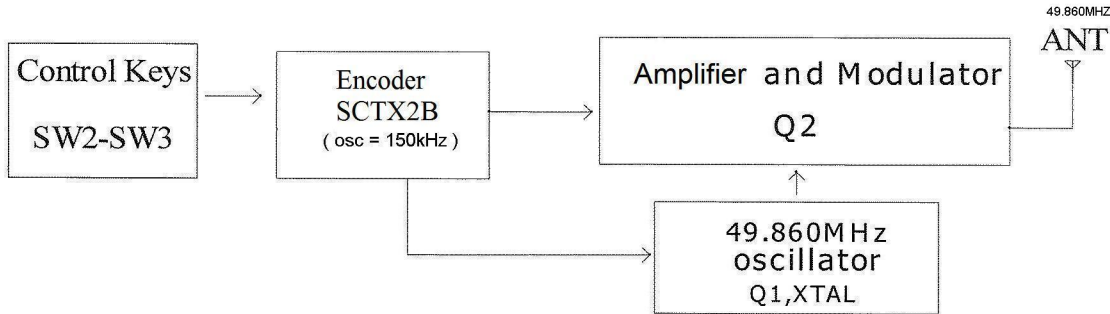 49.860MHZ
ANT
Control Keys
SW2-SW3
Encoder
SCTX2B
( osc = 150kHz )
Amplifier and Modulator
Q2
49.860MHz
oscillator
Q1,XTAL